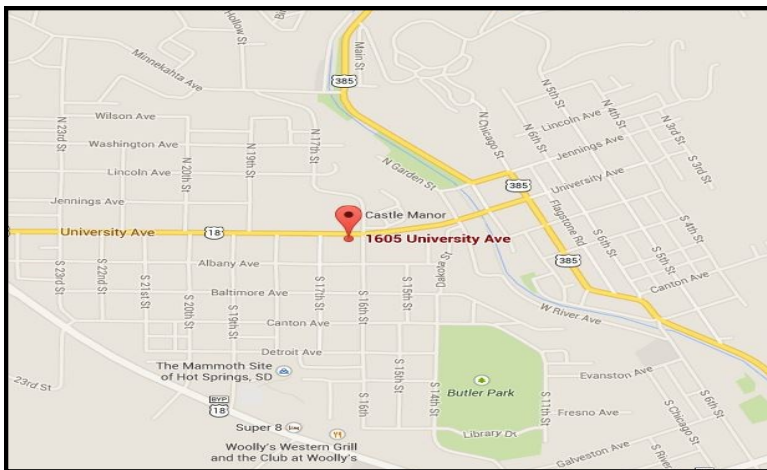 Hollow St
Main St
385
Minnekahta Ave
N 5th St
N 4th St
N 3rd St
Lincoln Ave
Wilson Ave
N 23rd St
N 17th St
N Chicago St
N 6th St
Jennings Ave
S 3rd St
Washington Ave
N 19th St
N 20th St
Lincoln Ave
N Garden St
385
University Ave
Jennings Ave
Castle Manor
Flagstone Rd
University Ave
18
1605 University Ave
S 4th St
S 6th St
S 5th St
Albany Ave
385
Dakota St
Canton Ave
S 23rd St
S 22nd St
S 21st St
S 20th St
Baltimore Ave
S 19th St
S 17th St
S 16th St
S 15th St
W River Ave
Canton Ave
Detroit Ave
The Mammoth Site
of Hot Springs, SD
23rd St
S 15th St
S 14th St
Butler Park
Evanston Ave
BYP
18
S 16th
S 11th St
Fresno Ave
S Chicago St
S 6th St
Super 8
Library Dr
Woolly's Western Grill
and the Club at Woolly's
Galveston Ave
S River